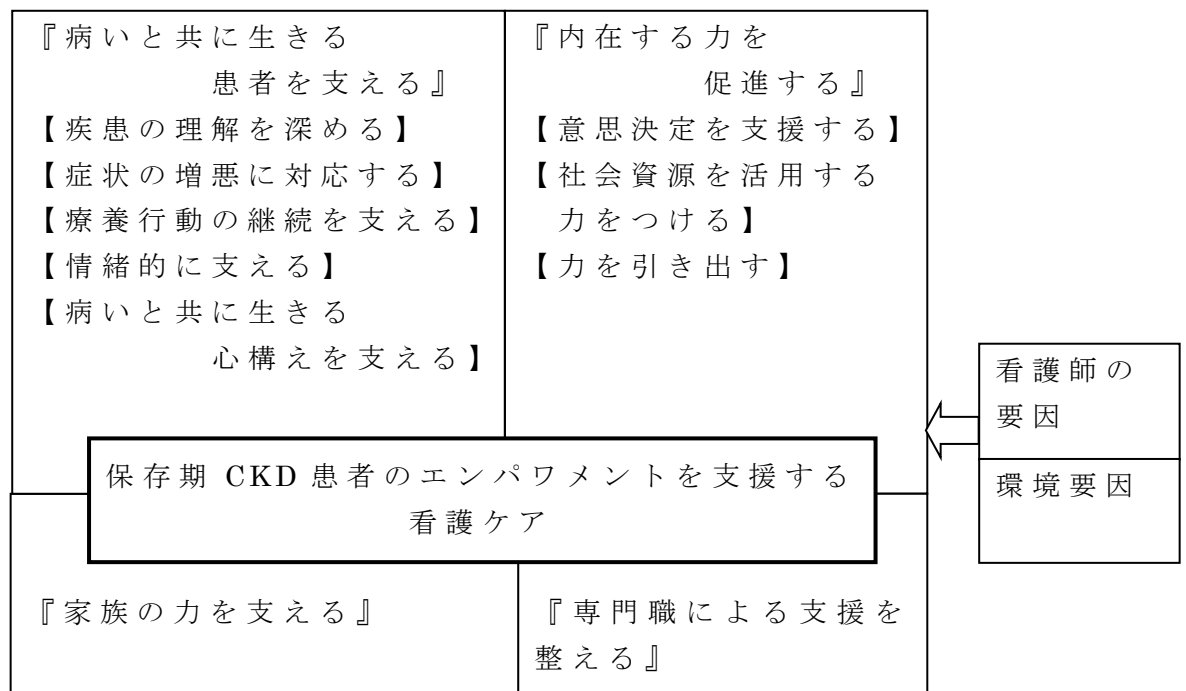 『病いと共に生きる
患者を支える』
【疾患の理解を深める】
【症状の増悪に対応する】
【療養行動の継続を支える】
【情緒的に支える】
【病いと共に生きる
心構えを支える】
『内在する力を
促進する』
【意思決定を支援する】
【社会資源を活用する
力をつける】
【力を引き出す】
保存期 CKD 患者のエンパワメントを支援する
看護ケア
『家族の力を支える』
『専門職による支援を
整える』
看護師の
要因
環境要因